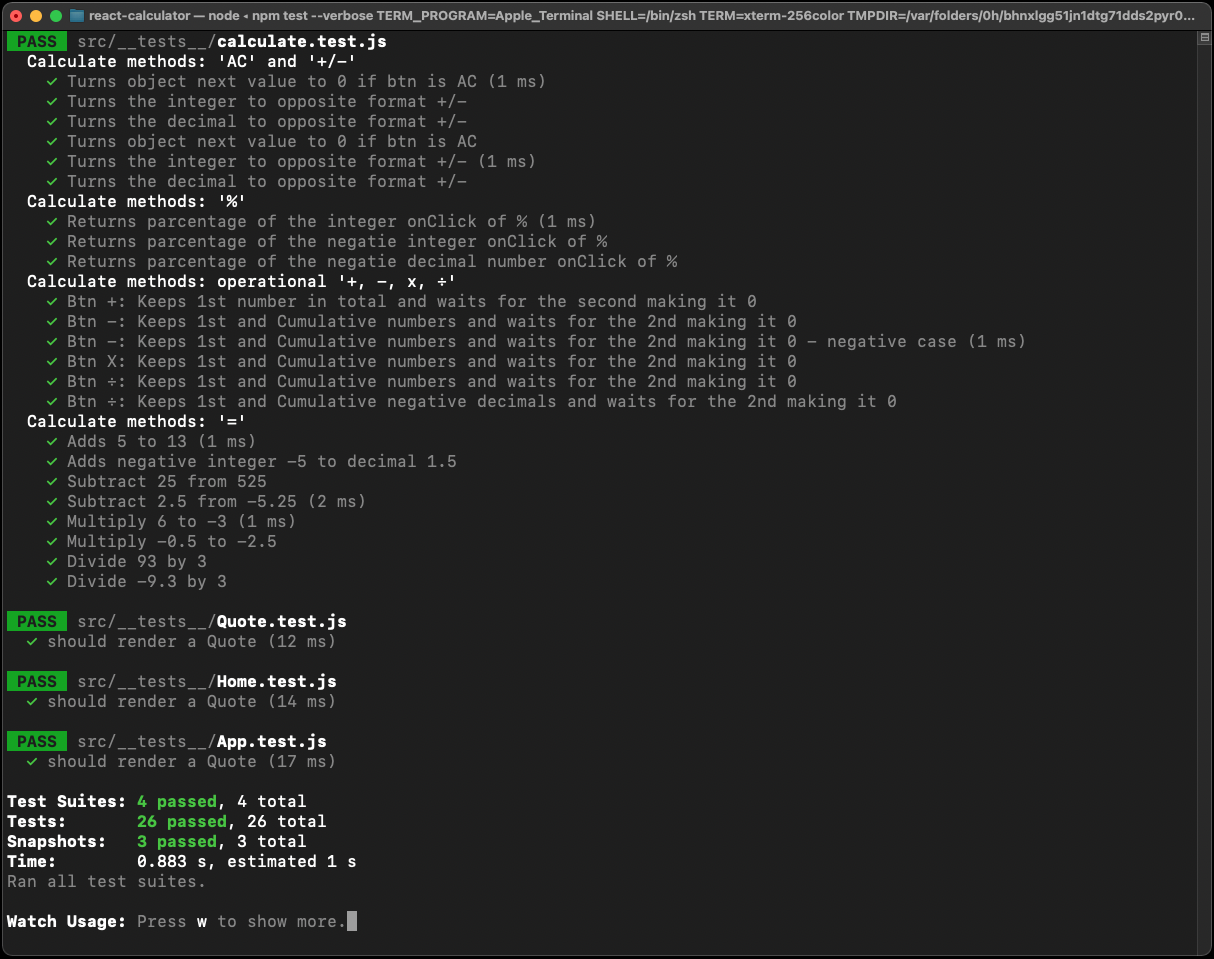 react-calculator — node ◂ npm test --verbose TERM_PROGRAM=Apple_Terminal SHELL=/bin/zsh TERM=xterm-256color TMPDIR=/var/folders/0h/bhnxlgg51jn1dtg71dds2pyr0...
PASS src/__tests__/calculate.test.js
Calculate methods: 'AC' and '+/-'
✓ Turns object next value to 0 if btn is AC (1 ms)
✓ Turns the integer to opposite format +/-
✓ Turns the decimal to opposite format +/-
✓ Turns object next value to 0 if btn is AC
✓ Turns the integer to opposite format +/- (1 ms)
✓ Turns the decimal to opposite format +/-
Calculate methods: '%'
✓ Returns parcentage of the integer onClick of % (1 ms)
✓ Returns parcentage of the negatie integer onClick of %
✓ Returns parcentage of the negatie decimal number onClick of %
Calculate methods: operational '+, -, x, ÷'
✓ Btn +: Keeps 1st number in total and waits for the second making it 0
✓ Btn -: Keeps 1st and Cumulative numbers and waits for the 2nd making it 0
✓ Btn -: Keeps 1st and Cumulative numbers and waits for the 2nd making it 0 - negative case (1 ms)
✓ Btn X: Keeps 1st and Cumulative numbers and waits for the 2nd making it 0
✓ Btn ÷: Keeps 1st and Cumulative numbers and waits for the 2nd making it 0
✓ Btn ÷: Keeps 1st and Cumulative negative decimals and waits for the 2nd making it 0
Calculate methods: '='
✓ Adds 5 to 13 (1 ms)
✓ Adds negative integer -5 to decimal 1.5
✓ Subtract 25 from 525
✓ Subtract 2.5 from -5.25 (2 ms)
✓ Multiply 6 to -3 (1 ms)
✓ Multiply -0.5 to -2.5
✓ Divide 93 by 3
✓ Divide -9.3 by 3
PASS src/__tests__/Quote.test.js
✓ should render a Quote (12 ms)
PASS src/__tests__/Home.test.js
✓ should render a Quote (14 ms)
PASS src/__tests__/App.test.js
✓ should render a Quote (17 ms)
Test Suites: 4 passed, 4 total
Tests: 26 passed, 26 total
Snapshots: 3 passed, 3 total
Time: 0.883 s, estimated 1 s
Ran all test suites.
Watch Usage: Press w to show more.